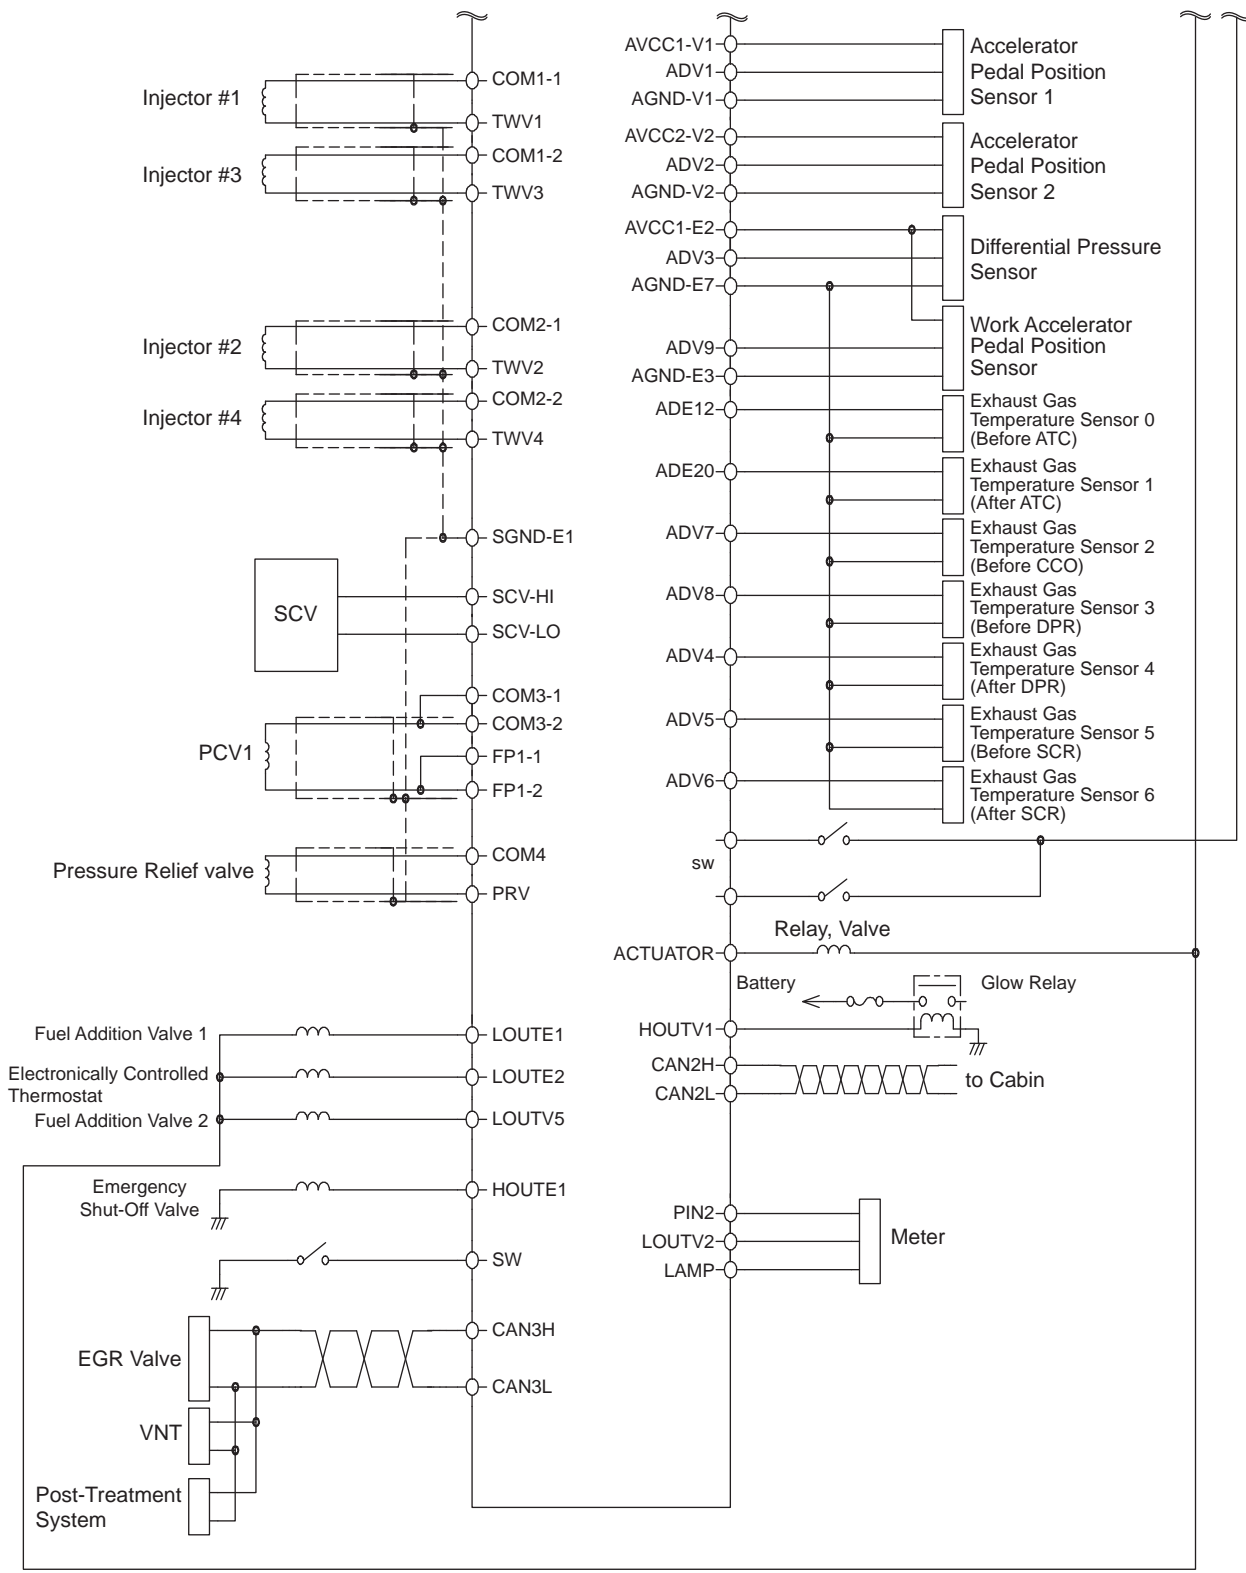 Injector #1
COM1-1
TWV1
Injector #3
COM1-2
TWV3
Injector #2
COM2-1
TWV2
Injector #4
COM2-2
TWV4
SGND-E1
SCV
SCV-HI
SCV-LO
COM3-1
COM3-2
PCV1
FP1-1
FP1-2
Pressure Relief valve
COM4
PRV
Fuel Addition Valve 1
LOUTE1
Electronically Controlled
Thermostat
LOUTE2
Fuel Addition Valve 2
LOUTV5
Emergency
Shut-Off Valve
HOUTE1
SW
CAN3H
EGR Valve
CAN3L
VNT
Post-Treatment
System
AVCC1-V1
ADV1
AGND-V1
Accelerator
Pedal Position
Sensor 1
AVCC2-V2
ADV2
AGND-V2
Accelerator
Pedal Position
Sensor 2
AVCC1-E2
ADV3
AGND-E7
Differential Pressure
Sensor
ADV9
AGND-E3
Work Accelerator
Pedal Position
Sensor
ADE12
Exhaust Gas
Temperature Sensor 0
(Before ATC)
ADE20
Exhaust Gas
Temperature Sensor 1
(After ATC)
ADV7
Exhaust Gas
Temperature Sensor 2
(Before CCO)
ADV8
Exhaust Gas
Temperature Sensor 3
(Before DPR)
ADV4
Exhaust Gas
Temperature Sensor 4
(After DPR)
ADV5
Exhaust Gas
Temperature Sensor 5
(Before SCR)
ADV6
Exhaust Gas
Temperature Sensor 6
(After SCR)
sw
Relay, Valve
ACTUATOR
Battery
Glow Relay
HOUTV1
CAN2H
CAN2L
to Cabin
PIN2
LOUTV2
LAMP
Meter